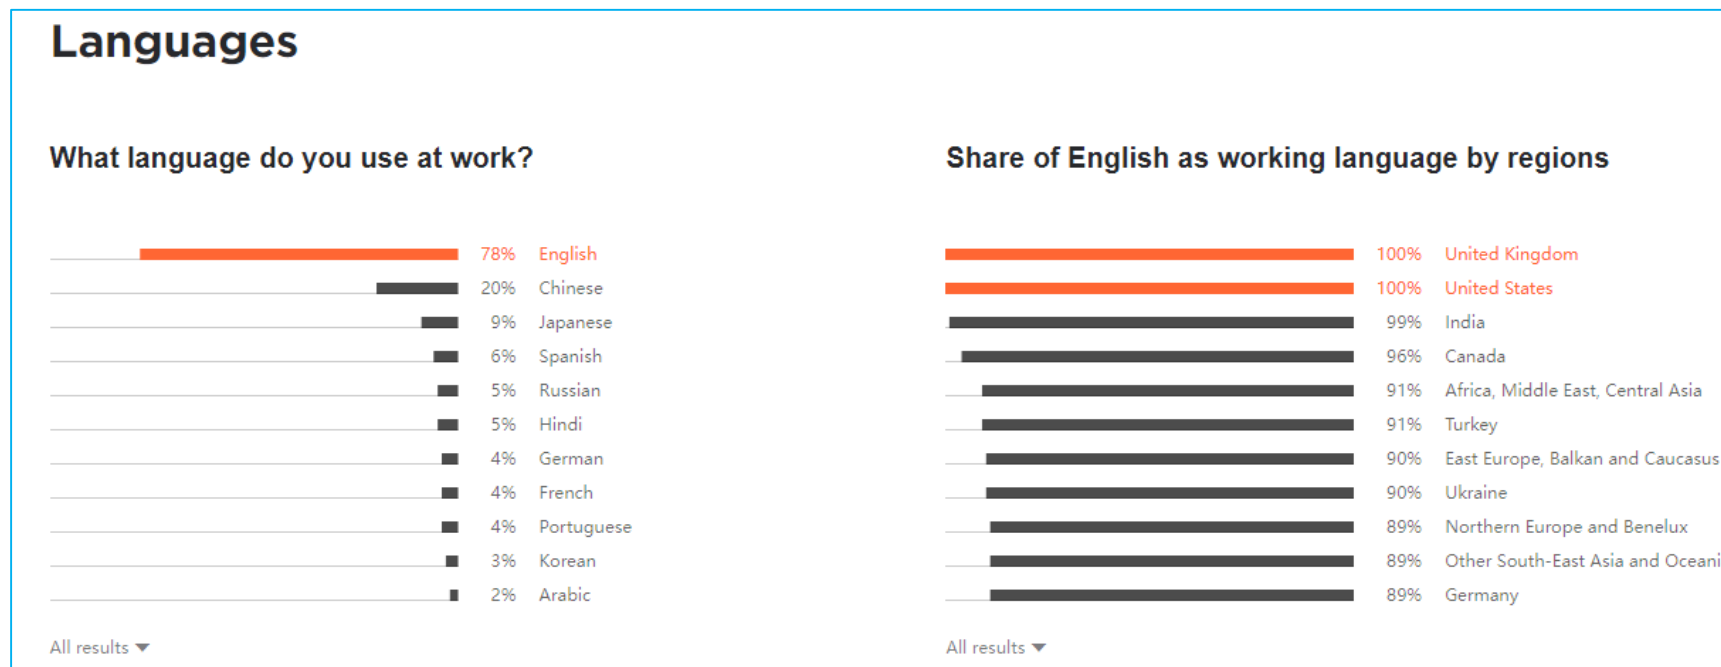 Languages
What language do you use at work?
78% English
20% Chinese
9% Japanese
6% Spanish
5% Russian
5% Hindi
4% German
4% French
4% Portuguese
3% Korean
2% Arabic
All results
Share of English as working language by regions
100% United Kingdom
100% United States
99% India
96% Canada
91% Africa, Middle East, Central Asia
91% Turkey
90% East Europe, Balkan and Caucasus
90% Ukraine
89% Northern Europe and Benelux
89% Other South-East Asia and Oceani
89% Germany
All results